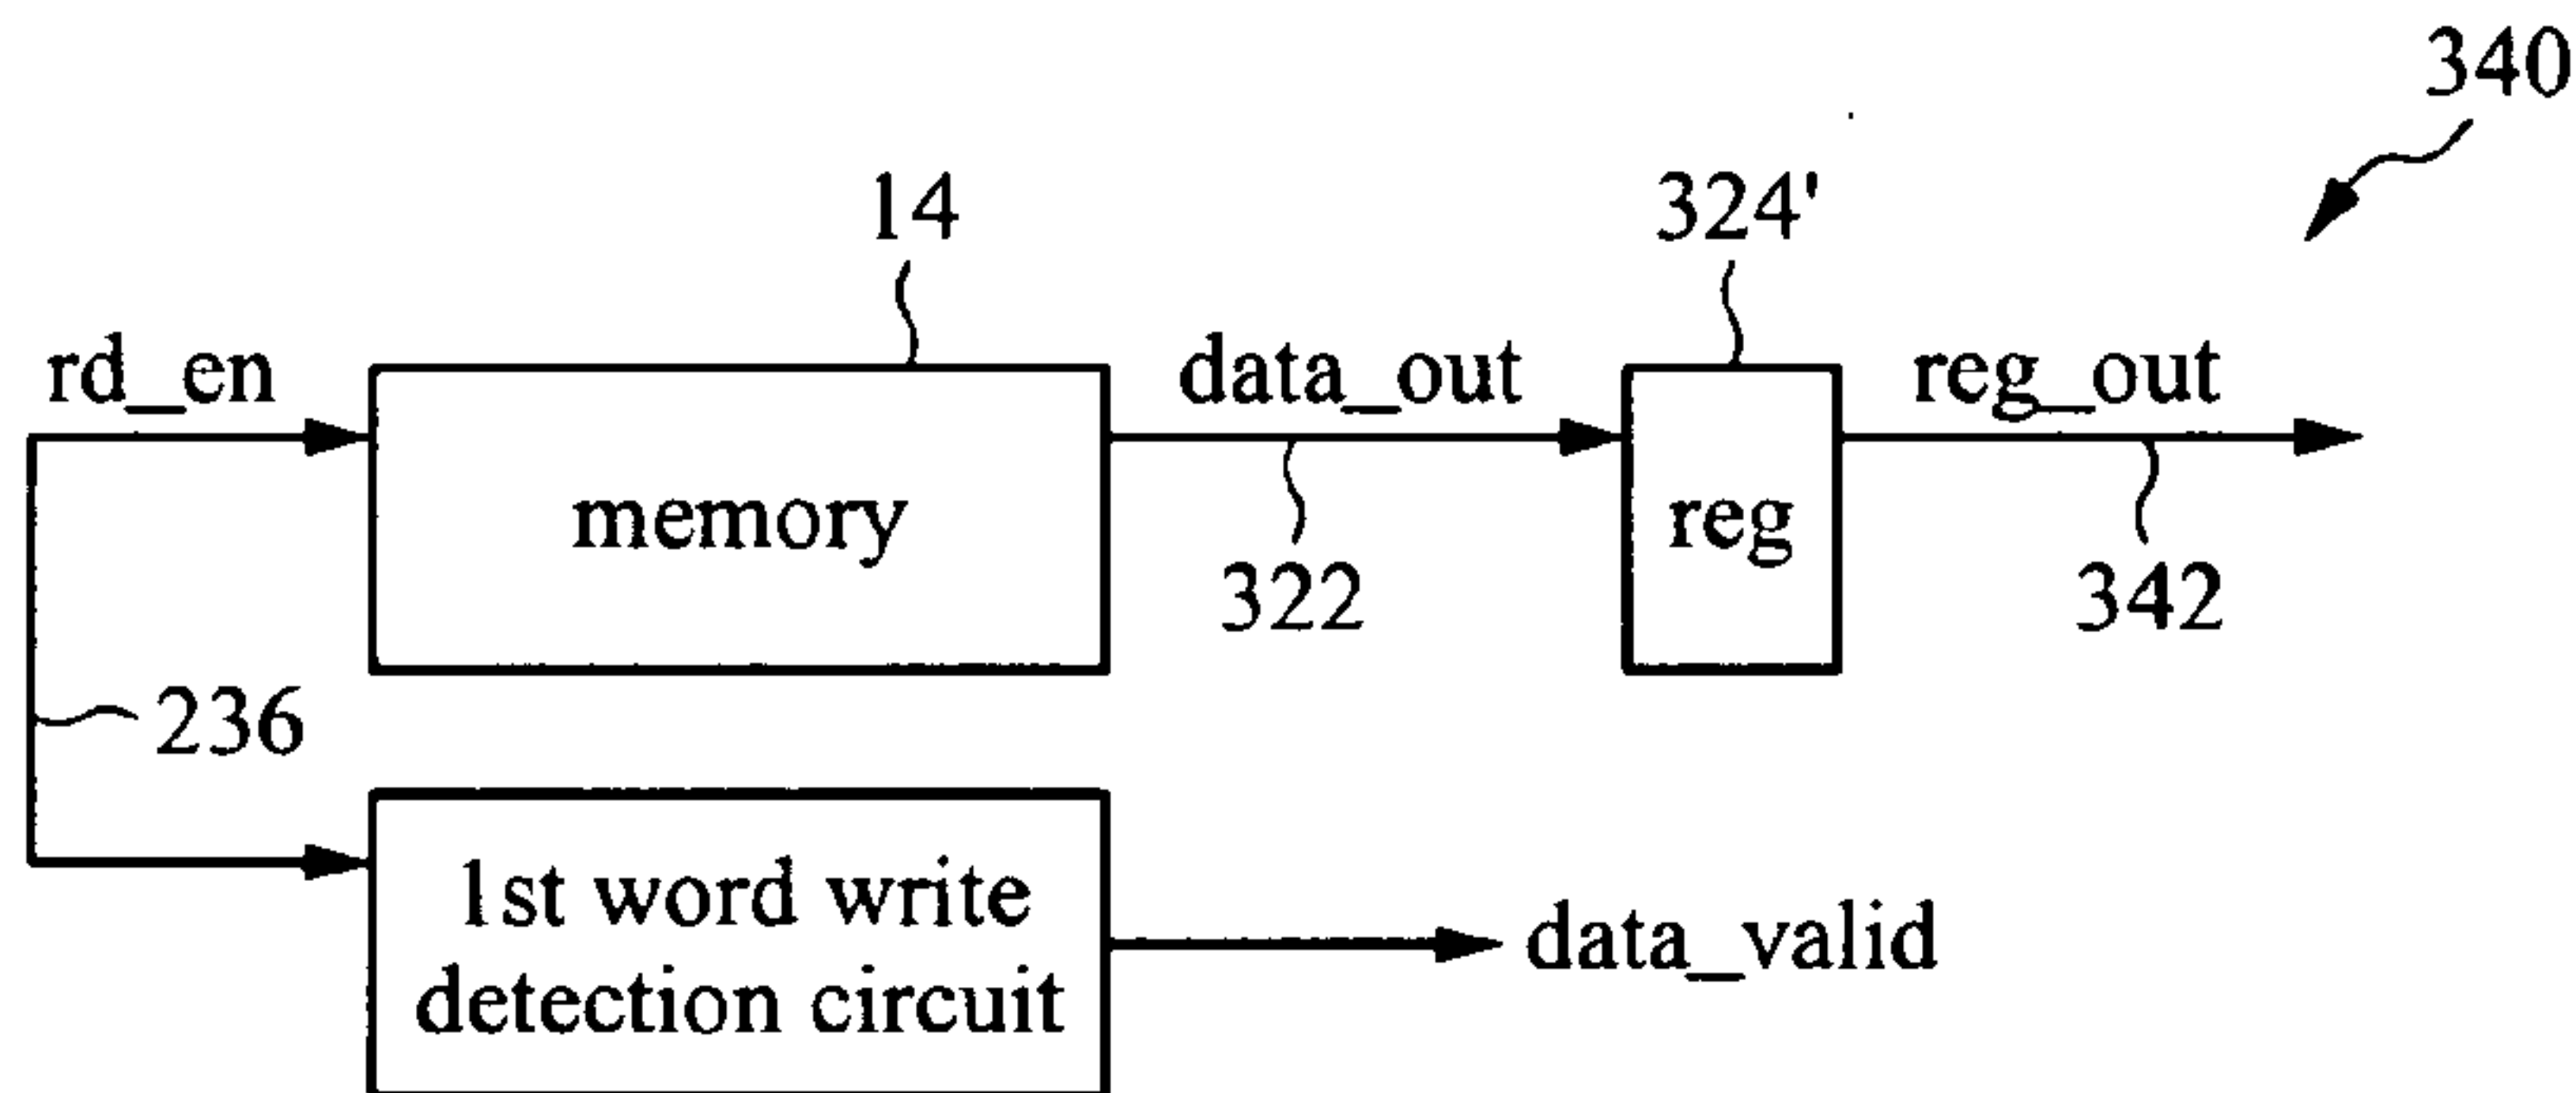 340
14
324'
rd_en
data_out
reg_out
memory
reg
322
342
236
1st word write
detection circuit
data_valid